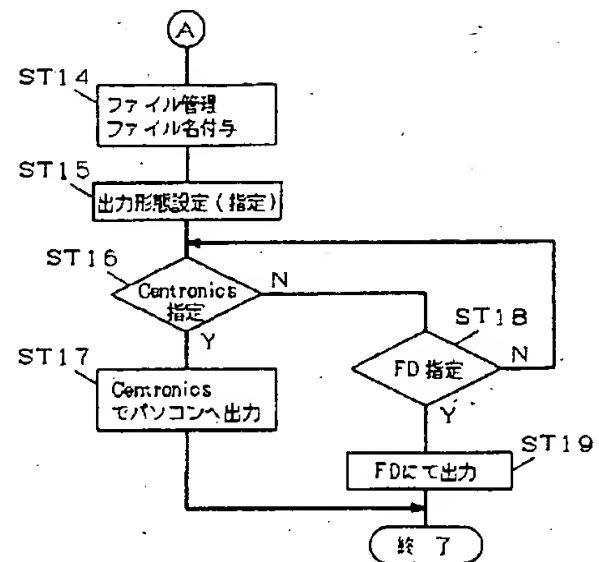 A
ST14
ファイル管理
ファイル名付与
ST15
出力形態設定(指定)
ST16
Centronics
指定
N
Y
ST17
Centronics
でパソコンへ出力
ST18
FD指定
N
Y
ST19
FDにて出力
終了